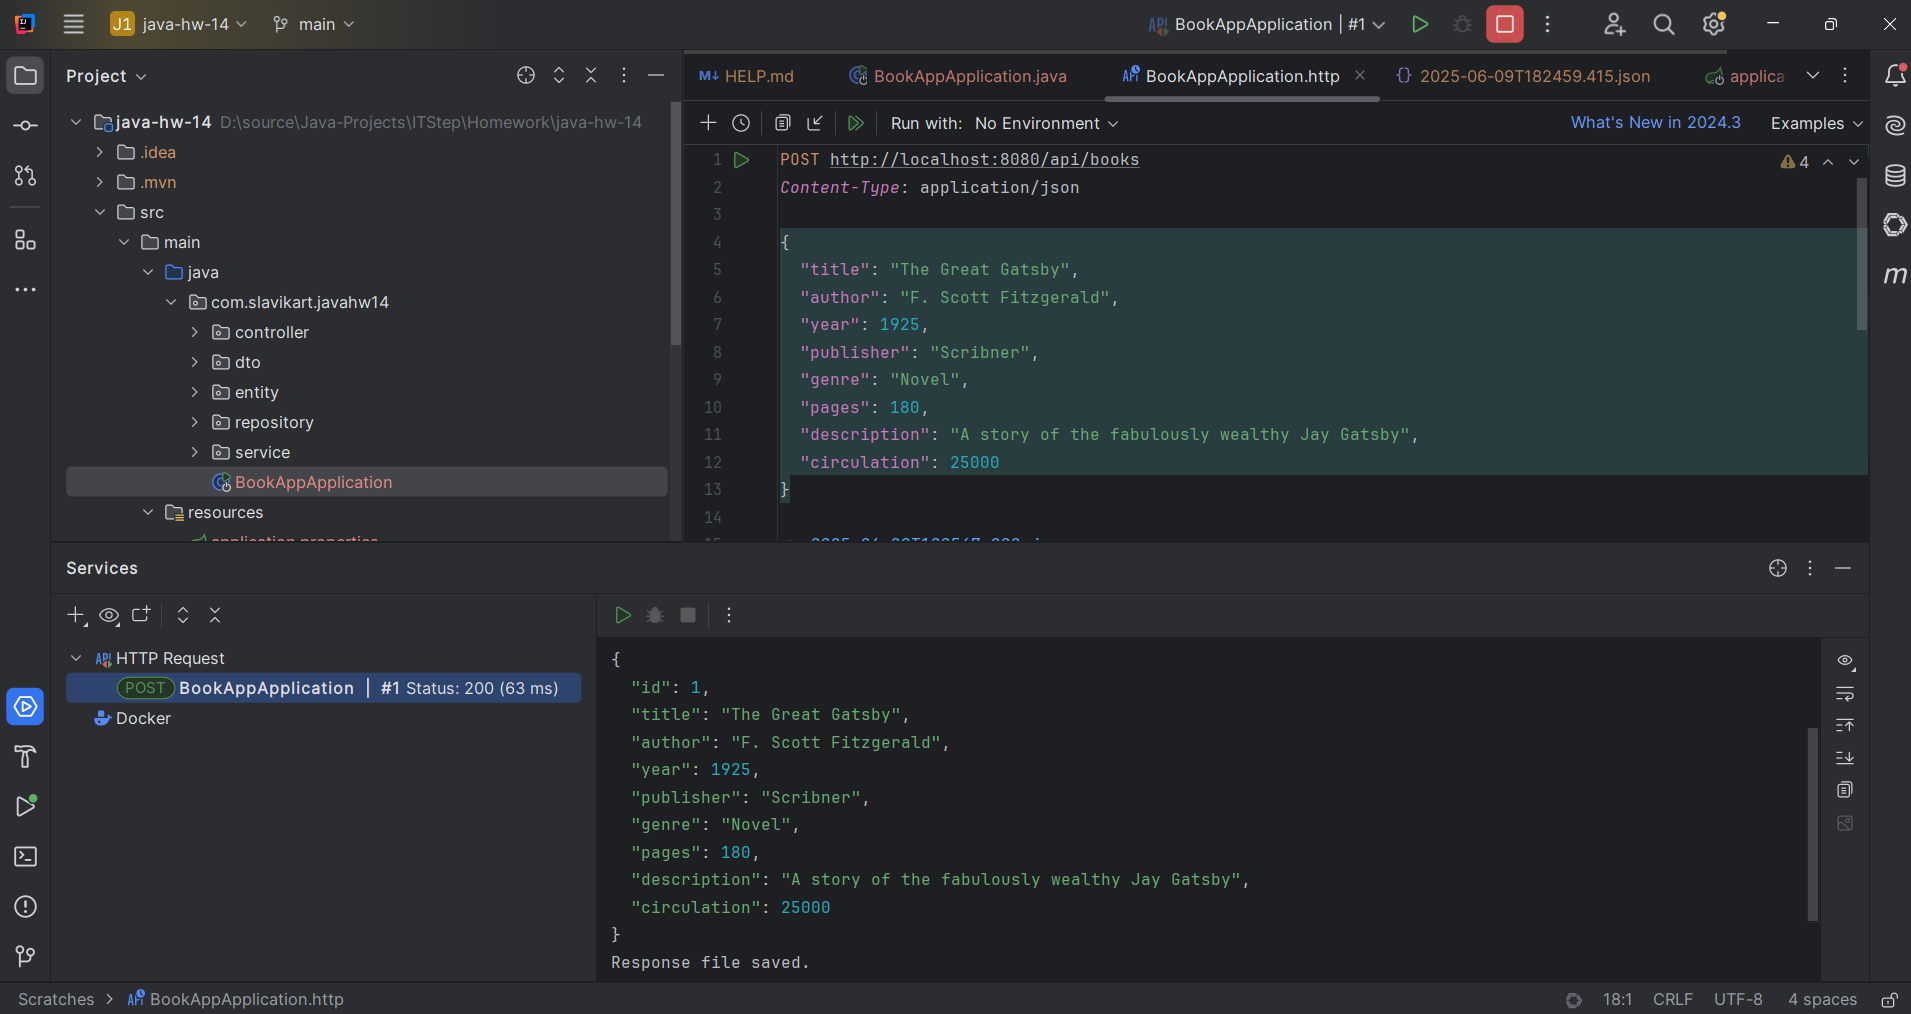 J1 java-hw-14 main BookAppApplication | #1
Project
HELP.md BookAppApplication.java BookAppApplication.http 2025-06-09T182459.415.json applica
java-hw-14 D:\source\Java-Projects\ITStep\Homework\java-hw-14
.idea
.mvn
src
main
java
com.slavikart.javahw14
controller
dto
entity
repository
service
BookAppApplication
resources
application.properties
Run with: No Environment What's New in 2024.3 Examples
1 POST http://localhost:8080/api/books 4
2 Content-Type: application/json
3
4 {
5 "title": "The Great Gatsby",
6 "author": "F. Scott Fitzgerald",
7 "year": 1925,
8 "publisher": "Scribner",
9 "genre": "Novel",
10 "pages": 180,
11 "description": "A story of the fabulously wealthy Jay Gatsby",
12 "circulation": 25000
13 }
14
Services
HTTP Request
POST BookAppApplication | #1 Status: 200 (63 ms)
Docker
{
"id": 1,
"title": "The Great Gatsby",
"author": "F. Scott Fitzgerald",
"year": 1925,
"publisher": "Scribner",
"genre": "Novel",
"pages": 180,
"description": "A story of the fabulously wealthy Jay Gatsby",
"circulation": 25000
}
Response file saved.
Scratches > BookAppApplication.http 18:1 CRLF UTF-8 4 spaces